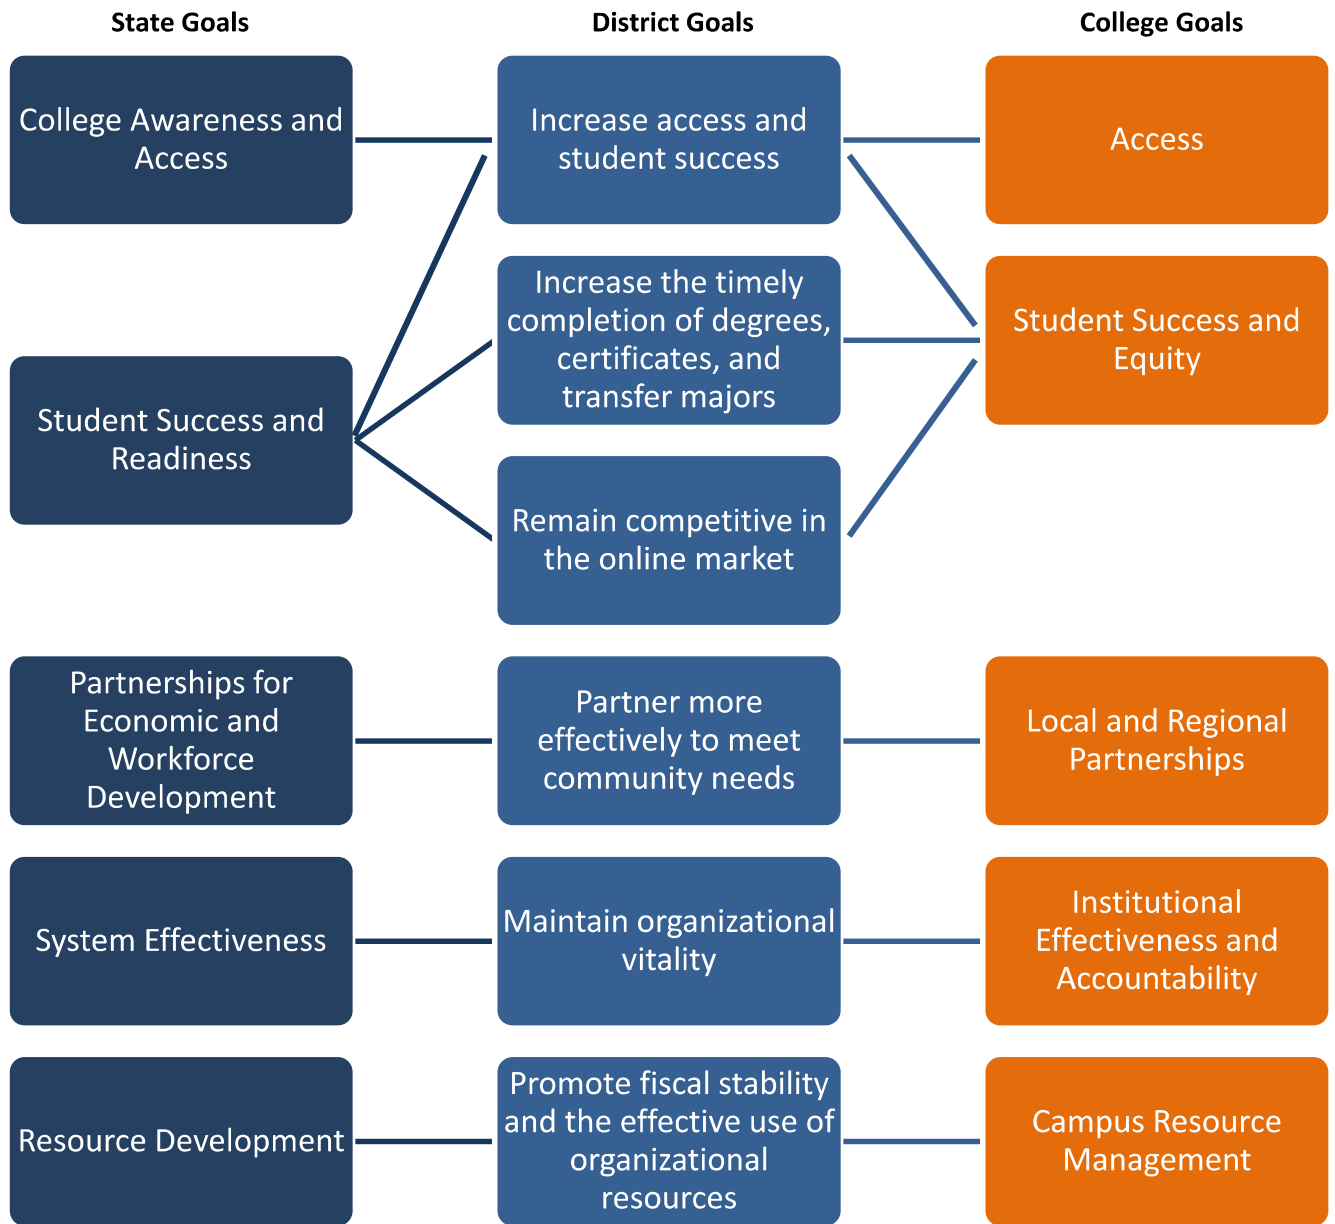 State Goals
District Goals
College Goals
College Awareness and
Access
Increase access and
student success
Access
Increase the timely
completion of degrees,
certificates, and
transfer majors
Student Success and
Equity
Student Success and
Readiness
Remain competitive in
the online market
Partnerships for
Economic and
Workforce
Development
Partner more
effectively to meet
community needs
Local and Regional
Partnerships
System Effectiveness
Maintain organizational
vitality
Institutional
Effectiveness and
Accountability
Resource Development
Promote fiscal stability
and the effective use of
organizational
resources
Campus Resource
Management